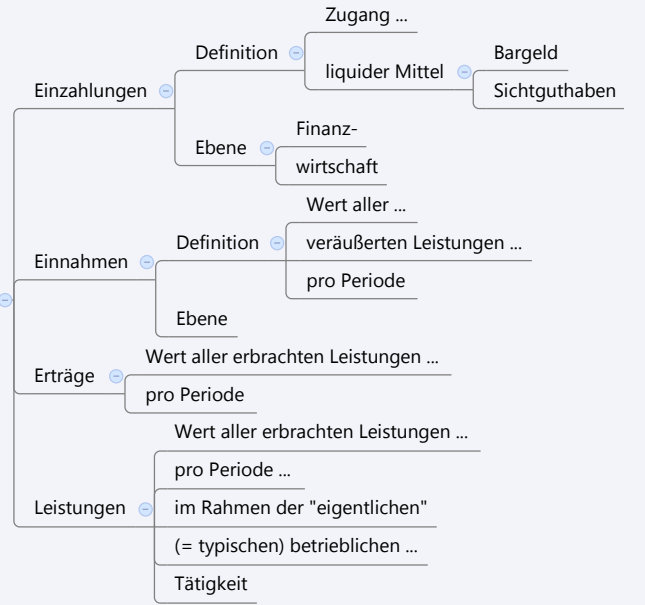 Einzahlungen
Definition
Zugang ...
liquider Mittel
Bargeld
Sichtguthaben
Ebene
Finanz-
wirtschaft
Einnahmen
Definition
Wert aller ...
veräußerten Leistungen ...
pro Periode
Ebene
Erträge
Wert aller erbrachten Leistungen ...
pro Periode
Leistungen
Wert aller erbrachten Leistungen ...
pro Periode ...
im Rahmen der "eigentlichen"
(= typischen) betrieblichen ...
Tätigkeit